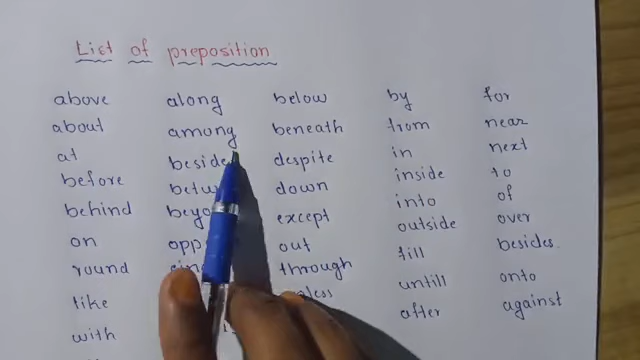 List of preposition
above along below by for
about among beneath from near
at beside despite in next
before down inside to
behind except into of
on out outside over
round through till besides.
like untill onto
with after against